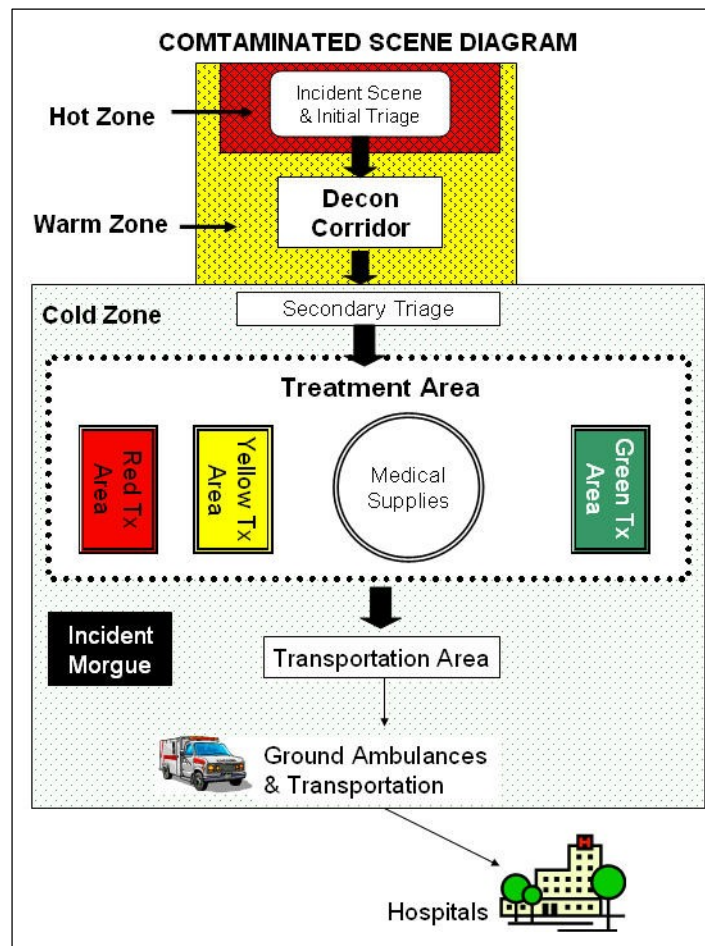 COMTAMINATED SCENE DIAGRAM
Incident Scene
& Initial Triage
Hot Zone
Decon
Corridor
Warm Zone
Cold Zone
Secondary Triage
Treatment Area
Red Tx
Area
Yellow Tx
Area
Medical
Supplies
Green Tx
Area
Incident
Morgue
Transportation Area
Ground Ambulances
& Transportation
H
Hospitals